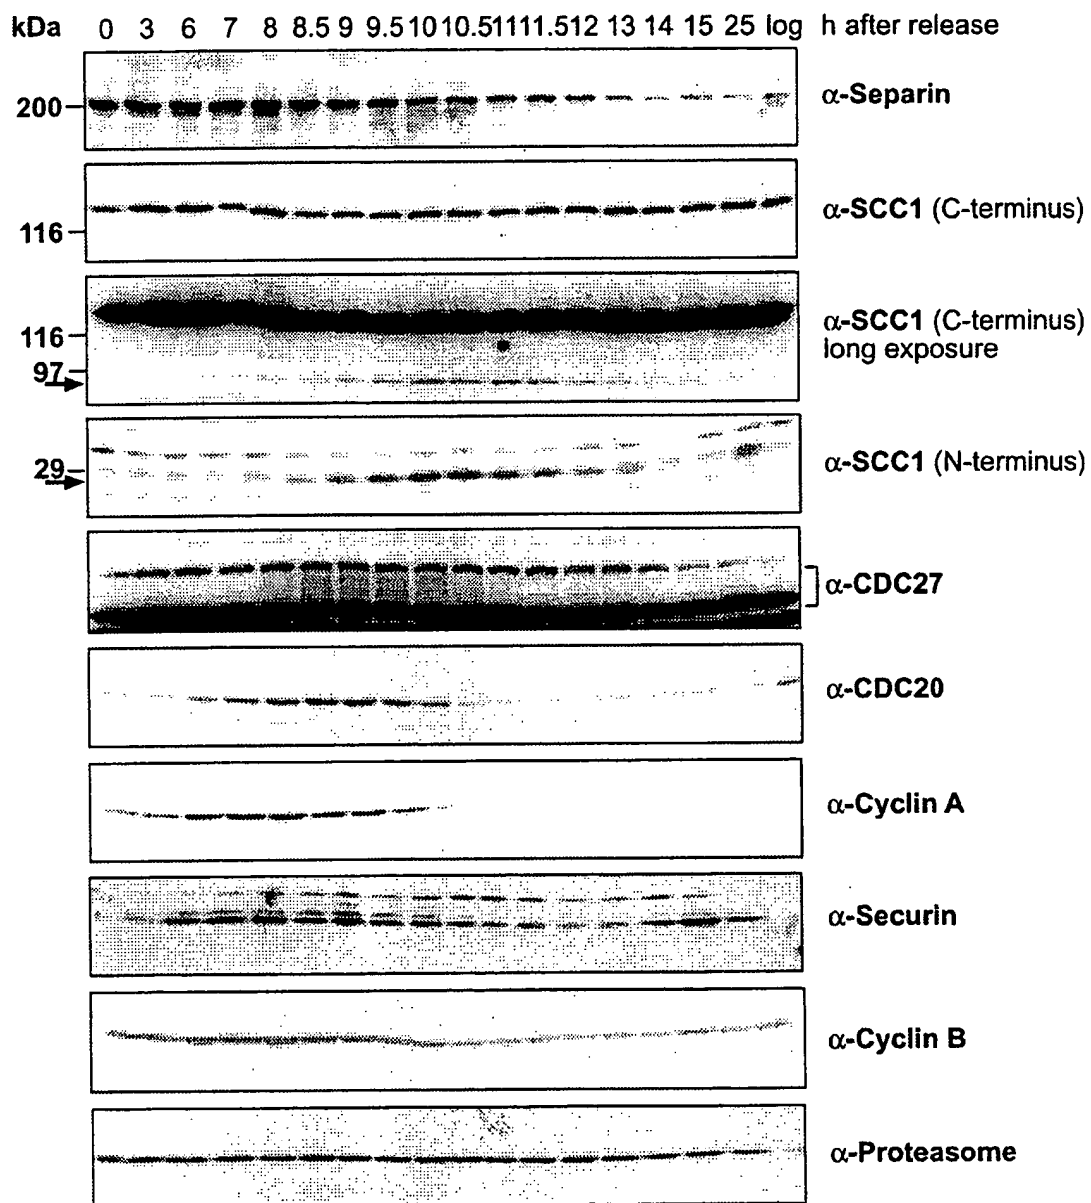 kDa 0 3 6 7 8 8.5 9 9.5 10 10.5 11 11.5 12 13 14 15 25 log h after release
200 α-Separin
α-SCC1 (C-terminus)
116
α-SCC1 (C-terminus)
116 long exposure
97
29 α-SCC1 (N-terminus)
α-CDC27
α-CDC20
α-Cyclin A
α-Securin
α-Cyclin B
α-Proteasome